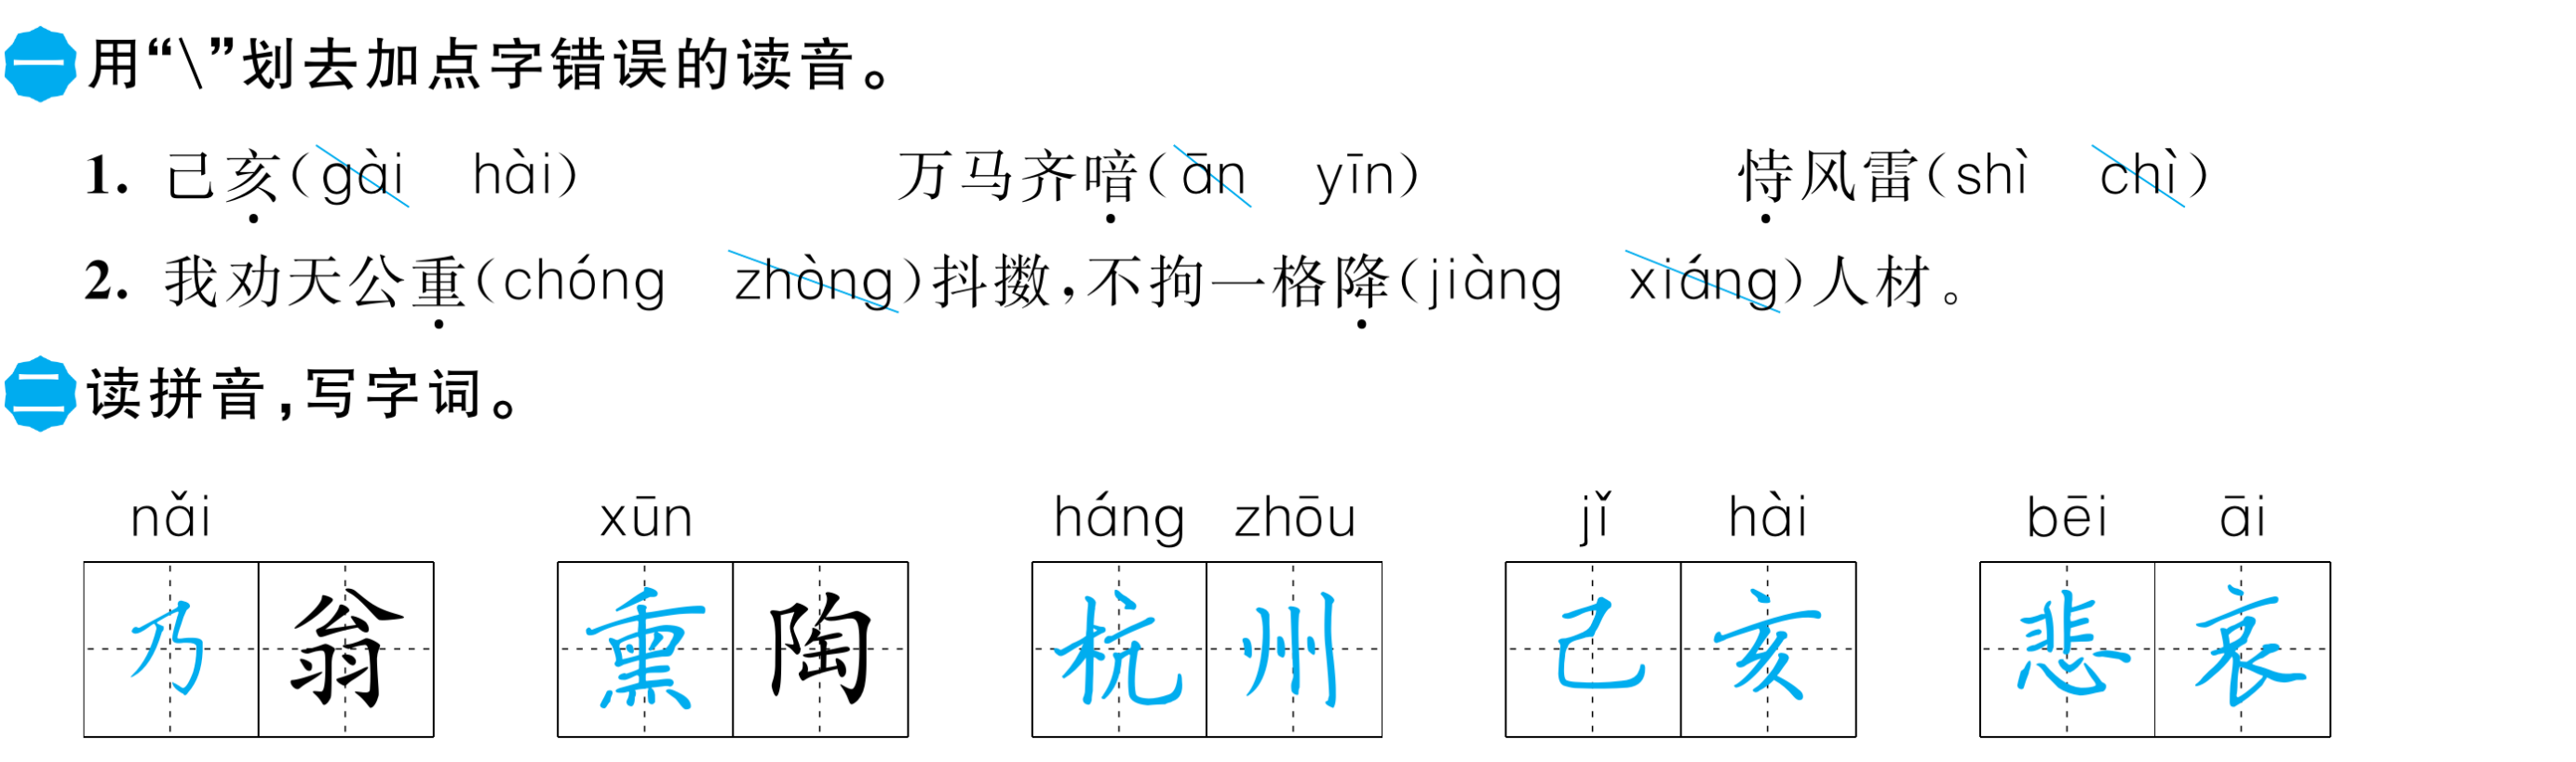 一 用“\”划去加点字错误的读音。
1. 己亥(gài hài) 万马齐喑(ān yīn) 恃风雷(shì chì)
2. 我劝天公重(chóng zhòng)抖擞,不拘一格降(jiàng xiáng)人材。
二 读拼音,写字词。
nǎi xūn háng zhōu jǐ hài bēi āi
乃翁 熏陶 杭州 己亥 悲哀